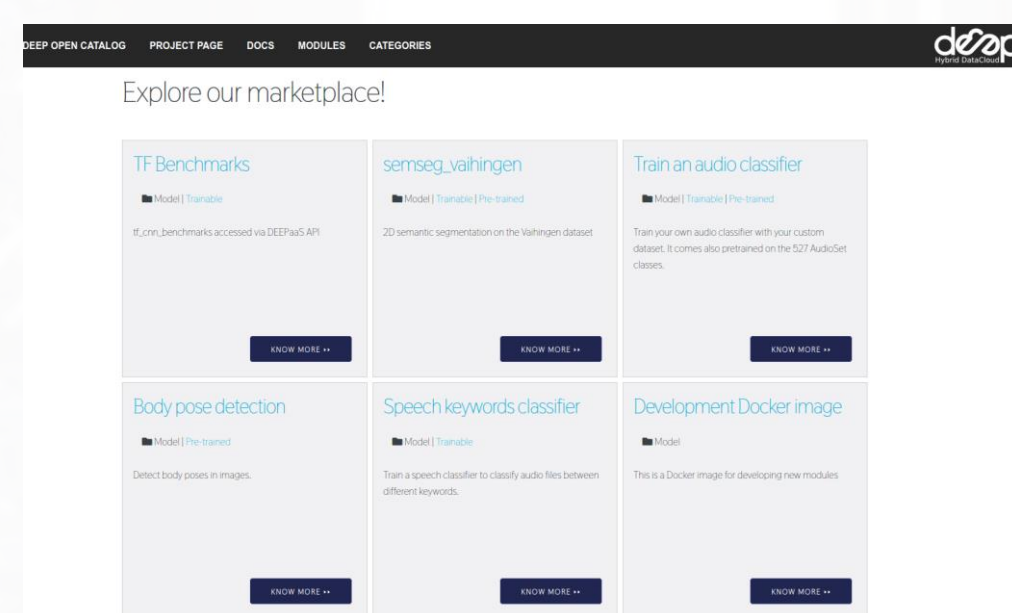 DEEP OPEN CATALOG PROJECT PAGE DOCS MODULES CATEGORIES
deep
Hybrid DataCloud
Explore our marketplace!
TF Benchmarks
Model | Trainable
tf_cnn_benchmarks accessed via DEEPaaS API
KNOW MORE
semseg_vaihingen
Model | Trainable | Pre-trained
2D semantic segmentation on the Vaihingen dataset
KNOW MORE
Train an audio classifier
Model | Trainable | Pre-trained
Train your own audio classifier with your custom
dataset. It comes also pretrained on the 527 AudioSet
classes.
KNOW MORE
Body pose detection
Model | Pre-trained
Detect body poses in images.
KNOW MORE
Speech keywords classifier
Model | Trainable
Train a speech classifier to classify audio files between
different keywords.
KNOW MORE
Development Docker image
Model
This is a Docker image for developing new modules
KNOW MORE